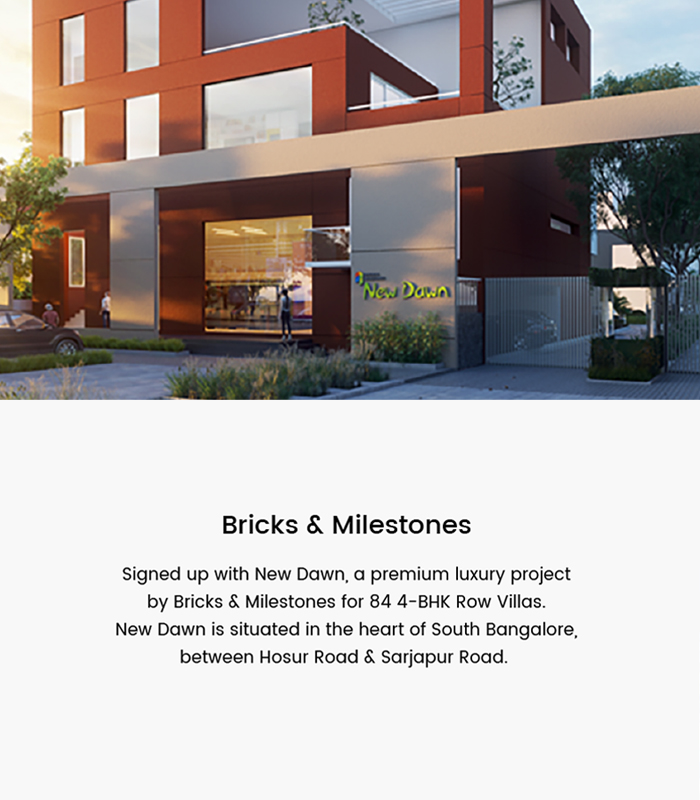 New Dawn
Bricks & Milestones
Signed up with New Dawn, a premium luxury project
by Bricks & Milestones for 84 4-BHK Row Villas.
New Dawn is situated in the heart of South Bangalore,
between Hosur Road & Sarjapur Road.